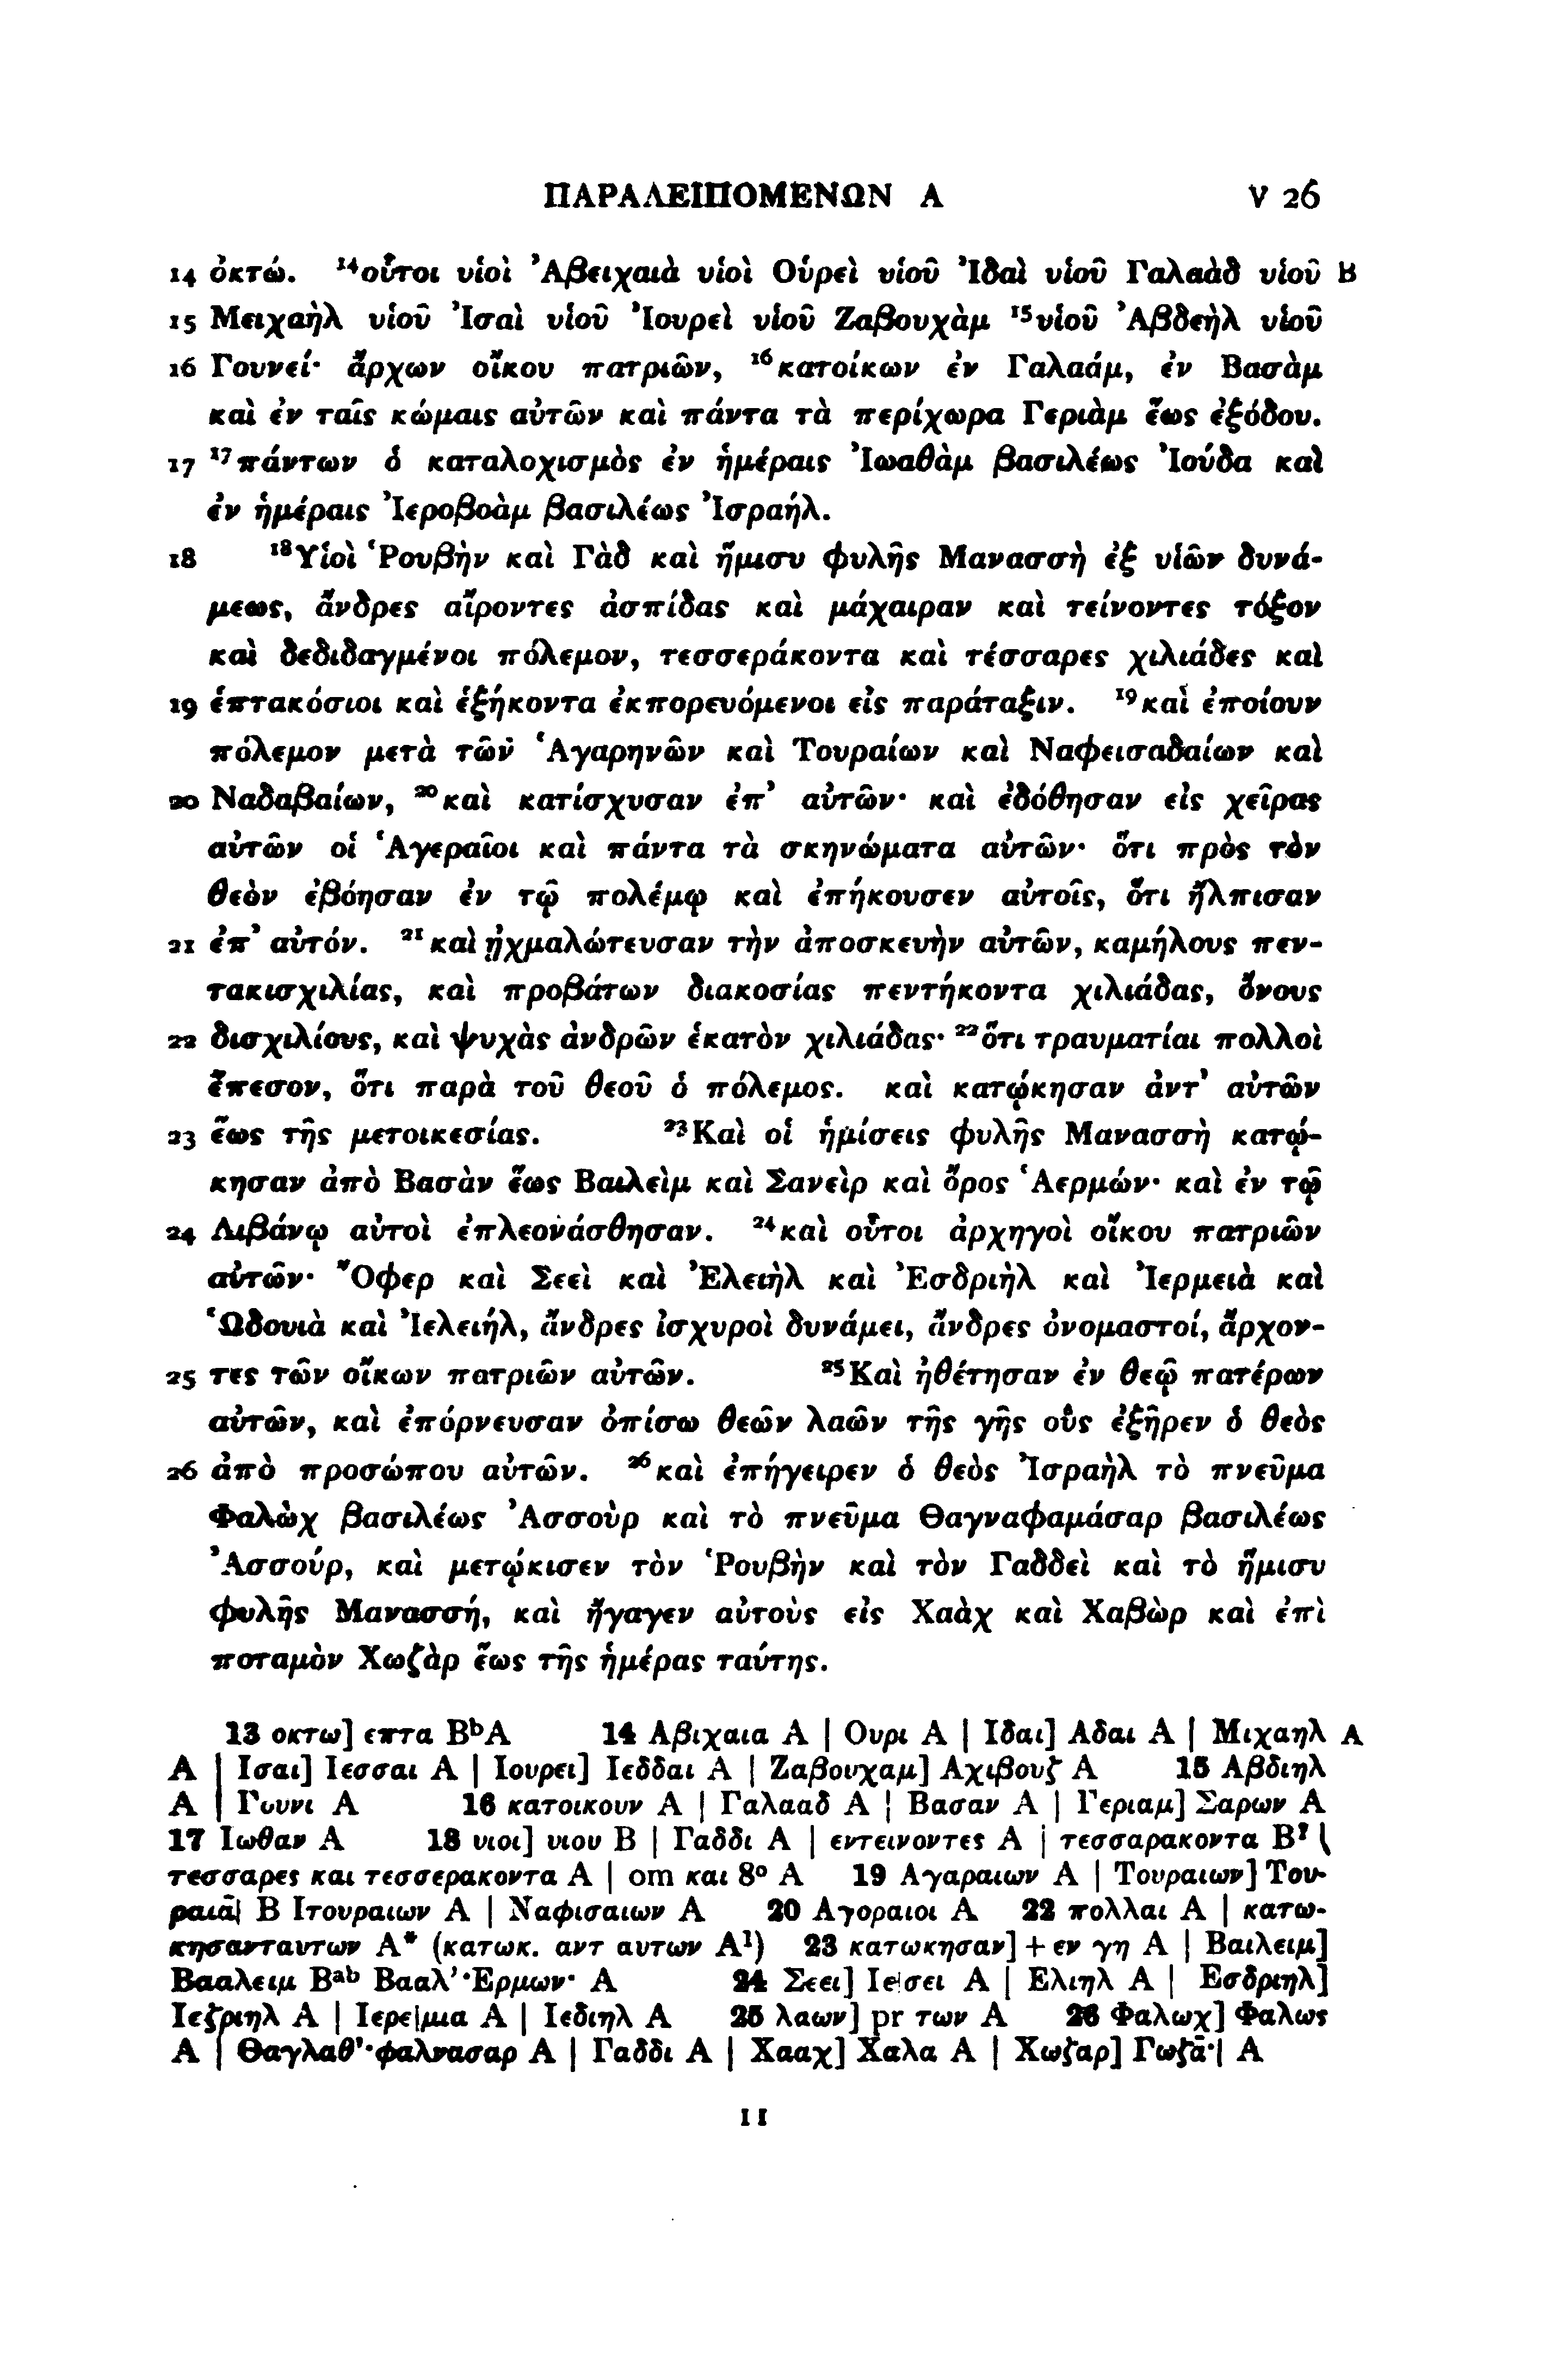 ΠΑΡΑΛΕΙΠΟΜΕΝΩΝ Α V 26
14 ὀκτώ. ¹⁴οὗτοι υἱοὶ Ἀβειχαιὰ υἱοὶ Οὑρεὶ υἱοῦ Ἰδαὶ υἱοῦ Γαλαὰδ υἱοῦ B
15 Μειχαὴλ υἱοῦ Ἰσαὶ υἱοῦ Ἰουρεὶ υἱοῦ Ζαβουχὰμ ¹⁵υἱοῦ Ἀβδεὴλ υἱοῦ
16 Γουνεί· ἄρχων οἴκου πατριῶν, ¹⁶κατοίκων ἐν Γαλαάμ, ἐν Βασὰμ
καὶ ἐν ταῖς κώμαις αὐτῶν καὶ πάντα τὰ περίχωρα Γεριὰμ ἕως ἐξόδου.
17 ¹⁷πάντων ὁ καταλοχισμὸς ἐν ἡμέραις Ἰωαθὰμ βασιλέως Ἰούδα καὶ
ἐν ἡμέραις Ἰεροβοὰμ βασιλέως Ἰσραήλ.
18 ¹⁸Υἱοὶ Ῥουβὴν καὶ Γὰδ καὶ ἥμισυ φυλῆς Μανασσὴ ἐξ υἱῶν δυνά-
μεως, ἄνδρες αἴροντες ἀσπίδας καὶ μάχαιραν καὶ τείνοντες τόξον
καὶ δεδιδαγμένοι πόλεμον, τεσσεράκοντα καὶ τέσσαρες χιλιάδες καὶ
19 ἑπτακόσιοι καὶ ἑξήκοντα ἐκπορευόμενοι εἰς παράταξιν. ¹⁹καὶ ἐποίουν
πόλεμον μετὰ τῶν Ἁγαρηνῶν καὶ Τουραίων καὶ Ναφεισαδαίων καὶ
20 Ναδαβαίων, ²⁰καὶ κατίσχυσαν ἐπ’ αὐτῶν· καὶ ἐδόθησαν εἰς χεῖρας
αὐτῶν οἱ Ἁγεραῖοι καὶ πάντα τὰ σκηνώματα αὐτῶν· ὅτι πρὸς τὸν
θεὸν ἐβόησαν ἐν τῷ πολέμῳ καὶ ἐπήκουσεν αὐτοῖς, ὅτι ἤλπισαν
21 ἐπ’ αὐτόν. ²¹καὶ ᾐχμαλώτευσαν τὴν ἀποσκευὴν αὐτῶν, καμήλους πεν-
τακισχιλίας, καὶ προβάτων διακοσίας πεντήκοντα χιλιάδας, ὄνους
22 δισχιλίους, καὶ ψυχὰς ἀνδρῶν ἑκατὸν χιλιάδας· ²²ὅτι τραυματίαι πολλοὶ
ἔπεσον, ὅτι παρὰ τοῦ θεοῦ ὁ πόλεμος. καὶ κατῴκησαν ἀντ’ αὐτῶν
23 ἕως τῆς μετοικεσίας. ²³Καὶ οἱ ἡμίσεις φυλῆς Μανασσὴ κατῴ-
κησαν ἀπὸ Βασὰν ἕως Βαιλεὶμ καὶ Σανεὶρ καὶ ὄρος Ἁερμών· καὶ ἐν τῷ
24 Λιβάνῳ αὐτοὶ ἐπλεονάσθησαν. ²⁴καὶ οὗτοι ἀρχηγοὶ οἴκου πατριῶν
αὐτῶν· Ὄφερ καὶ Σεεὶ καὶ Ἐλειὴλ καὶ Ἐσδριὴλ καὶ Ἰερμειὰ καὶ
Ὡδουιὰ καὶ Ἰελειήλ, ἄνδρες ἰσχυροὶ δυνάμει, ἄνδρες ὀνομαστοί, ἄρχον-
25 τες τῶν οἴκων πατριῶν αὐτῶν. ²⁵Καὶ ἠθέτησαν ἐν θεῷ πατέρων
αὐτῶν, καὶ ἐπόρνευσαν ὀπίσω θεῶν λαῶν τῆς γῆς οὓς ἐξῆρεν ὁ θεὸς
26 ἀπὸ προσώπου αὐτῶν. ²⁶καὶ ἐπήγειρεν ὁ θεὸς Ἰσραὴλ τὸ πνεῦμα
Φαλὼχ βασιλέως Ἀσσοὺρ καὶ τὸ πνεῦμα Θαγναφαμάσαρ βασιλέως
Ἀσσούρ, καὶ μετῴκισεν τὸν Ῥουβὴν καὶ τὸν Γαδδεὶ καὶ τὸ ἥμισυ
φυλῆς Μανασσή, καὶ ἤγαγεν αὐτοὺς εἰς Χαὰχ καὶ Χαβὼρ καὶ ἐπὶ
ποταμὸν Χωζὰρ ἕως τῆς ἡμέρας ταύτης.
13 οκτω] επτα BᵇA 14 Αβιχαια A | Ουρι A | Ιδαι] Αδαι A | Μιχαηλ A
A | Ισαι] Ιεσσαι A | Ιουρει] Ιεδδαι A | Ζαβουχαμ] Αχιβουζ A 15 Αβδιηλ
A | Γουνι A 16 κατοικουν A | Γαλααδ A | Βασαν A | Γεριαμ] Σαρων A
17 Ιωθαν A 18 υιοι] υιου B | Γαδδι A | εντεινοντες A | τεσσαρακοντα B? |
τεσσαρες και τεσσερακοντα A | om και 8° A 19 Αγαραιων A | Τουραιων] Του-
ραιᾱ| B Ιτουραιων A | Ναφισαιων A 20 Αγοραιοι A 22 πολλαι A | κατω-
κησανταυτων A* (κατωκ. αντ αυτων A¹) 23 κατωκησαν] + εν γη A | Βαιλειμ]
Βααλειμ Bᵃᵇ Βααλ’·Ερμων· A 24 Σεει] Ιε|σει A | Ελιηλ A | Εσδριηλ]
Ιεζριηλ A | Ιερε|μια A | Ιεδιηλ A 25 λαων] pr των A 26 Φαλωχ] Φαλως
A | Θαγλαθ’·φαλνασαρ A | Γαδδι A | Χααχ] Χαλα A | Χωζαρ] Γωζᾱ·| A
11